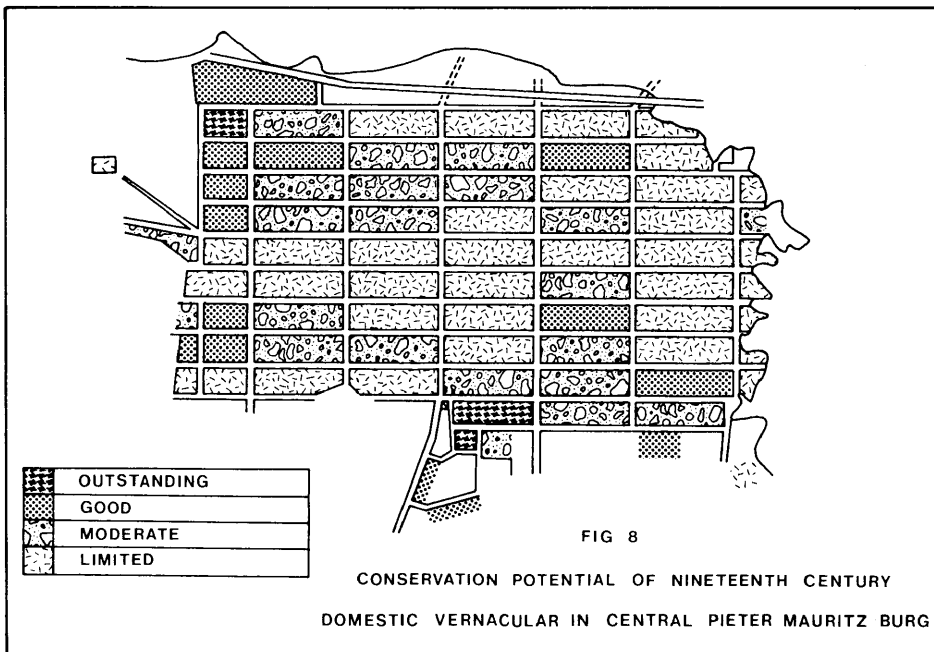 OUTSTANDING
GOOD
MODERATE
LIMITED
FIG 8
CONSERVATION POTENTIAL OF NINETEENTH CENTURY
DOMESTIC VERNACULAR IN CENTRAL PIETER MAURITZ BURG